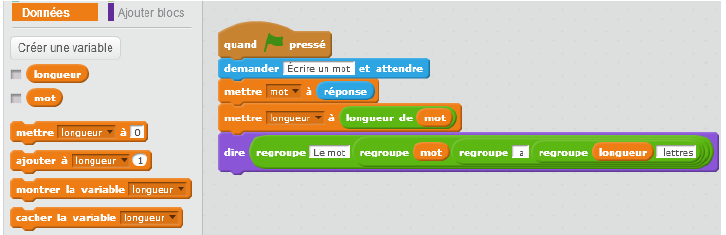 Données
Ajouter blocs
Créer une variable
longueur
mot
mettre longueur à 0
ajouter à longueur 1
montrer la variable longueur
cacher la variable longueur
quand pressé
demander Écrire un mot et attendre
mettre mot à réponse
mettre longueur à longueur de mot
dire regroupe Le mot regroupe mot regroupe a regroupe longueur lettres